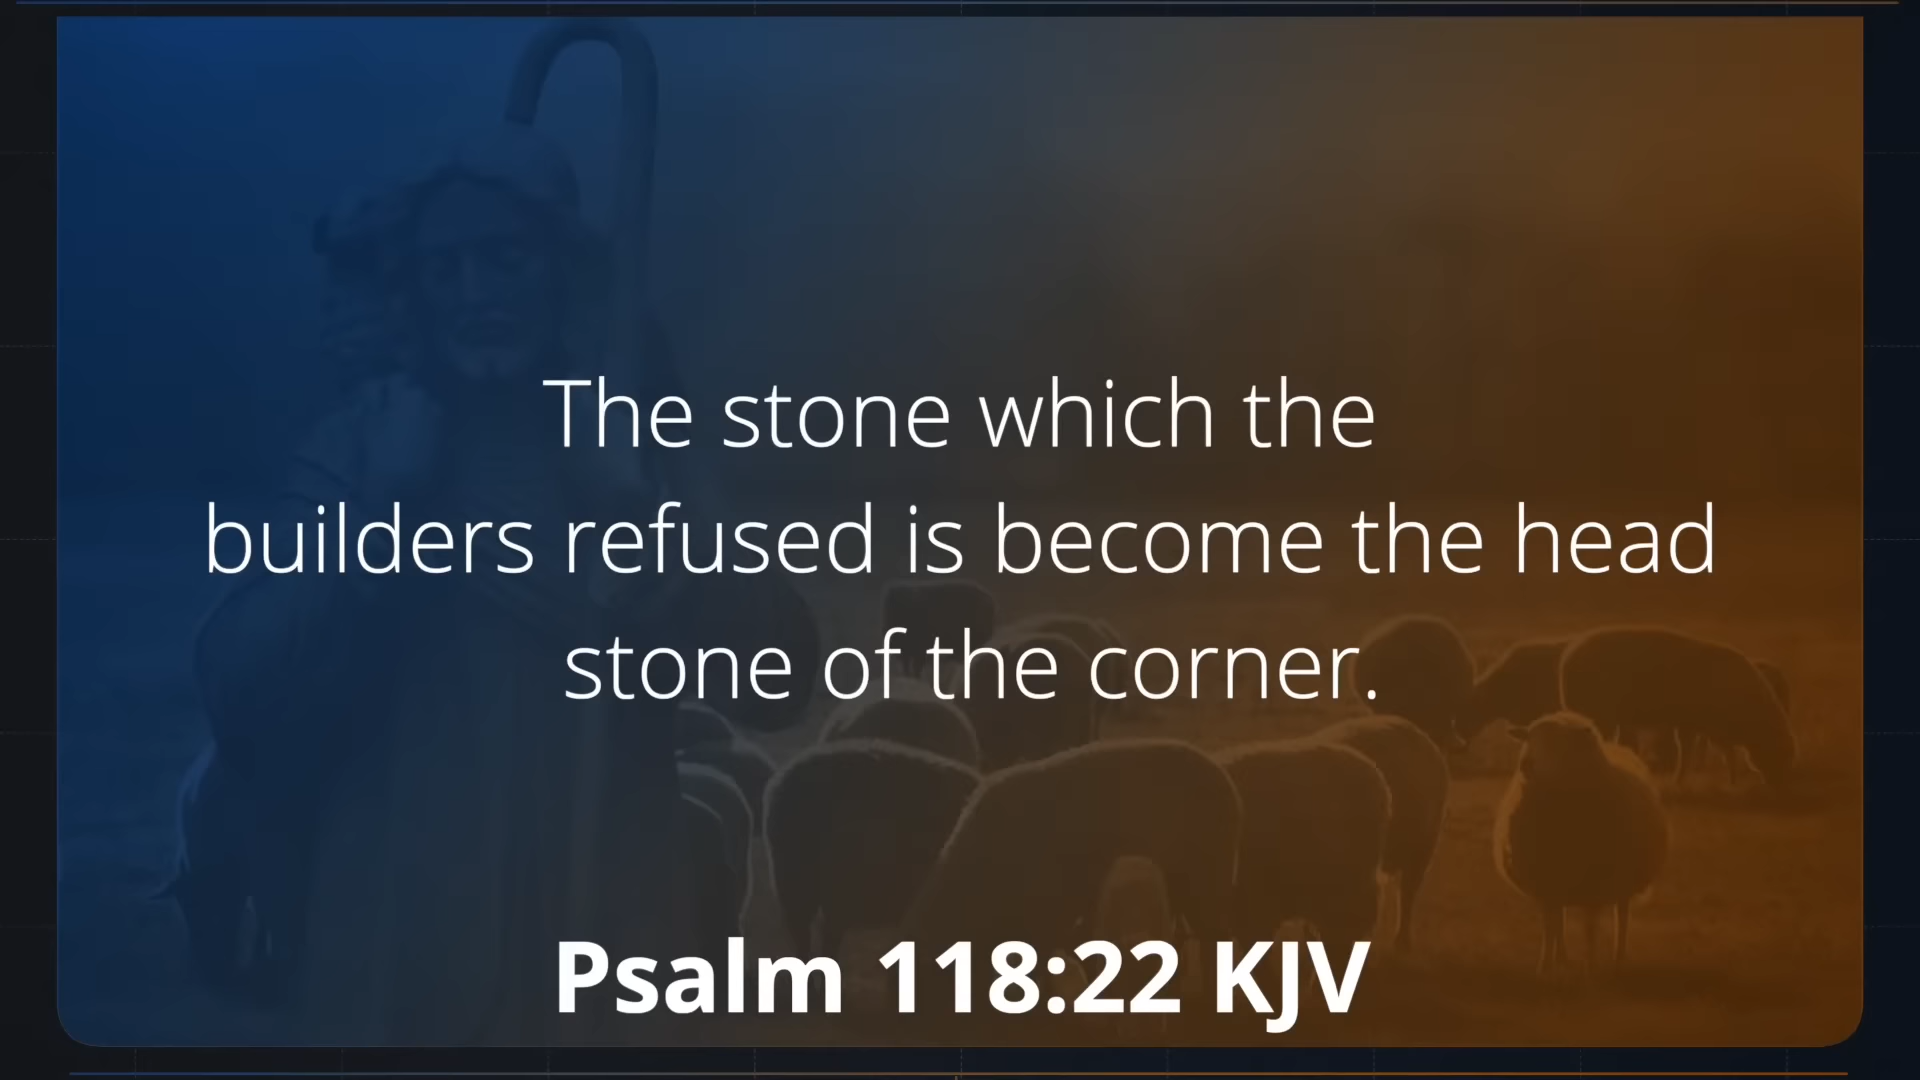 The stone which the
builders refused is become the head
stone of the corner.
Psalm 118:22 KJV